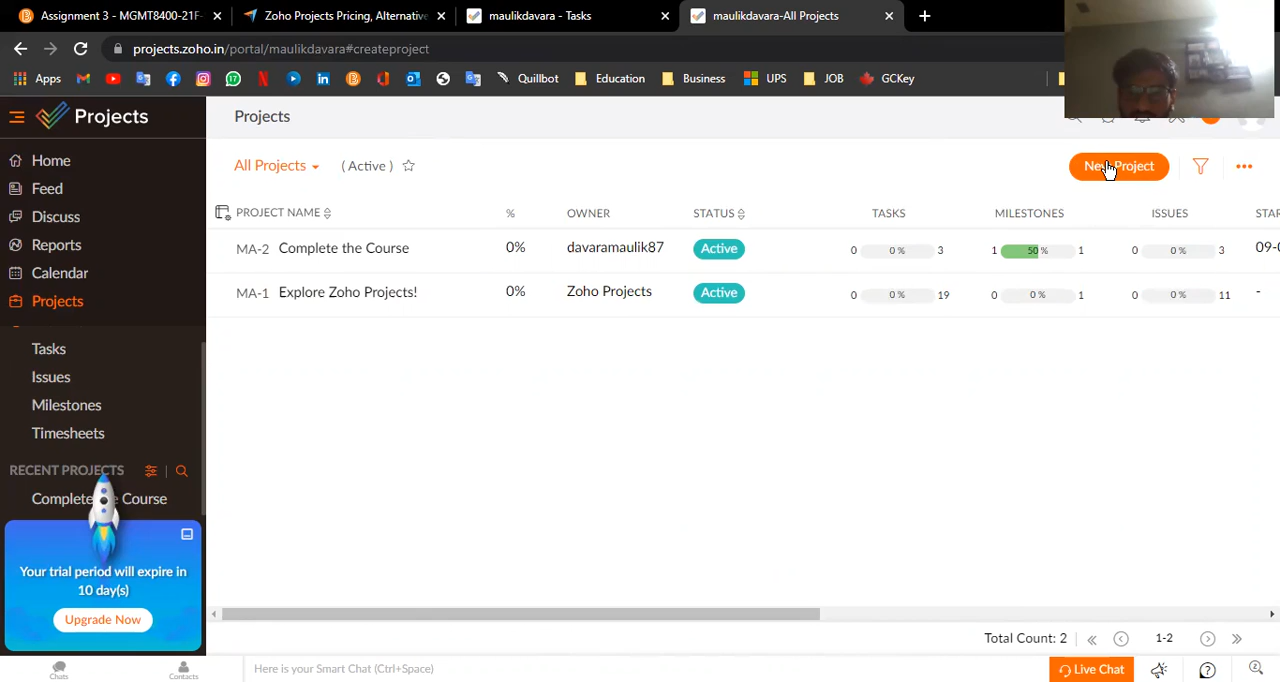 Assignment 3 - MGMT8400-21F-
Zoho Projects Pricing, Alternative
maulikdavara - Tasks
maulikdavara-All Projects
projects.zoho.in/portal/maulikdavara#createproject
Apps
Quillbot
Education
Business
UPS
JOB
GCKey
Projects
Projects
Home
Feed
Discuss
Reports
Calendar
Projects
Tasks
Issues
Milestones
Timesheets
RECENT PROJECTS
Complete the Course
Your trial period will expire in
10 day(s)
Upgrade Now
All Projects (Active)
New Project
PROJECT NAME % OWNER STATUS TASKS MILESTONES ISSUES STAR
MA-2 Complete the Course 0% davaramaulik87 Active 0 0 % 3 1 50 % 1 0 0 % 3 09-
MA-1 Explore Zoho Projects! 0% Zoho Projects Active 0 0 % 19 0 0 % 1 0 0 % 11 -
Total Count: 2 1-2
Chats
Contacts
Here is your Smart Chat (Ctrl+Space)
Live Chat